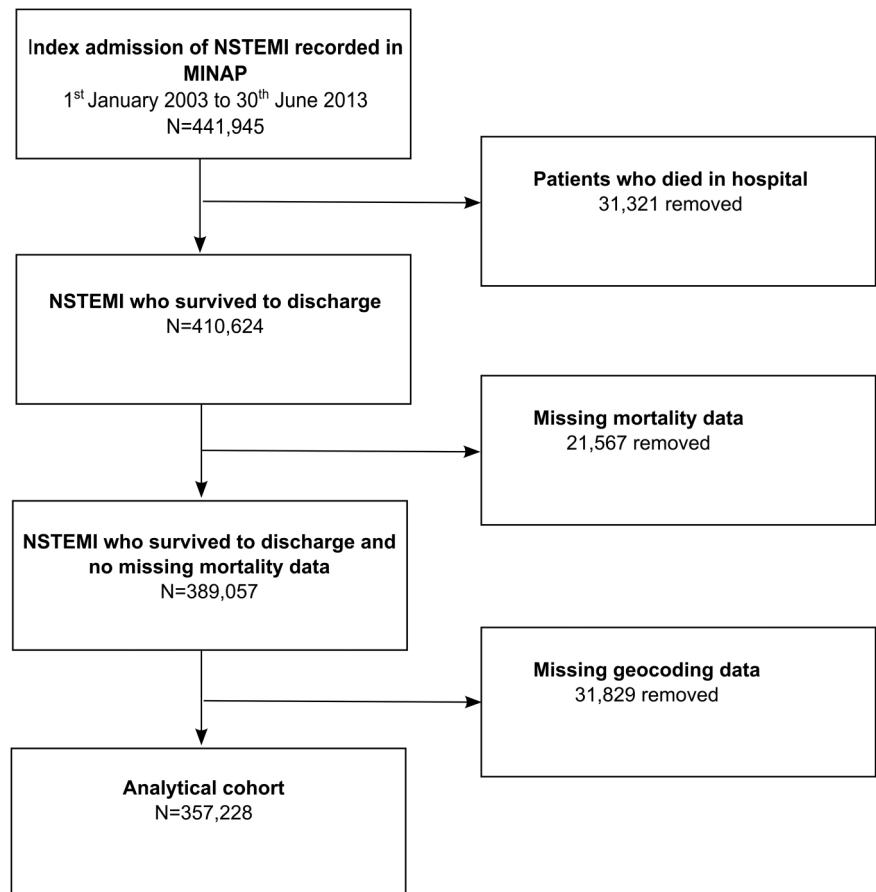 Index admission of NSTEMI recorded in
MINAP
1st January 2003 to 30th June 2013
N=441,945
Patients who died in hospital
31,321 removed
NSTEMI who survived to discharge
N=410,624
Missing mortality data
21,567 removed
NSTEMI who survived to discharge and
no missing mortality data
N=389,057
Missing geocoding data
31,829 removed
Analytical cohort
N=357,228